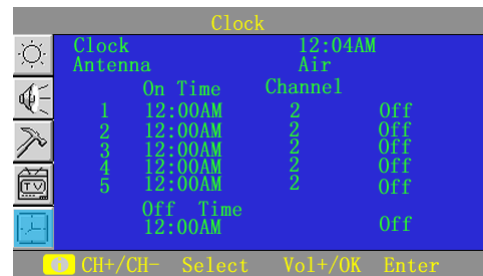 Clock
Clock 12:04AM
Antenna Air
On Time Channel
1 12:00AM 2 Off
2 12:00AM 2 Off
3 12:00AM 2 Off
4 12:00AM 2 Off
5 12:00AM 2 Off
Off Time
12:00AM Off
TV
i CH+/CH- Select Vol+/OK Enter